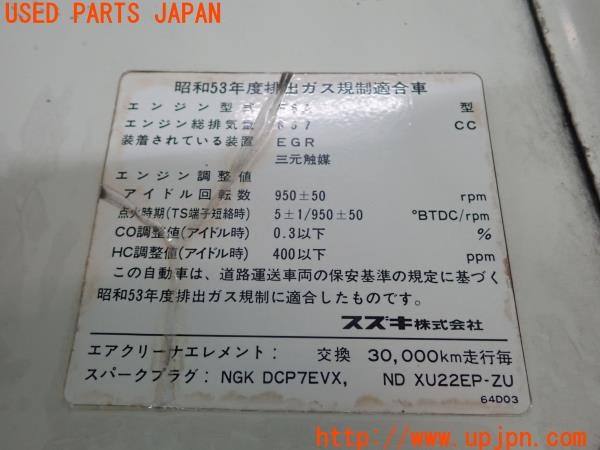 USED PARTS JAPAN
昭和53年度排出ガス規制適合車
エンジン型式 型
エンジン総排気量 657 CC
装着されている装置 EGR
三元触媒
エンジン調整値
アイドル回転数 950±50 rpm
点火時期(TS端子短絡時) 5±1/950±50 °BTDC/rpm
CO調整値(アイドル時) 0.3以下 %
HC調整値(アイドル時) 400以下 ppm
この自動車は、道路運送車両の保安基準の規定に基づく
昭和53年度排出ガス規制に適合したものです。
スズキ株式会社
エアクリーナエレメント: 交換 30,000km走行毎
スパークプラグ: NGK DCP7EVX, ND XU22EP-ZU
64D03
http://www.upjpn.com/